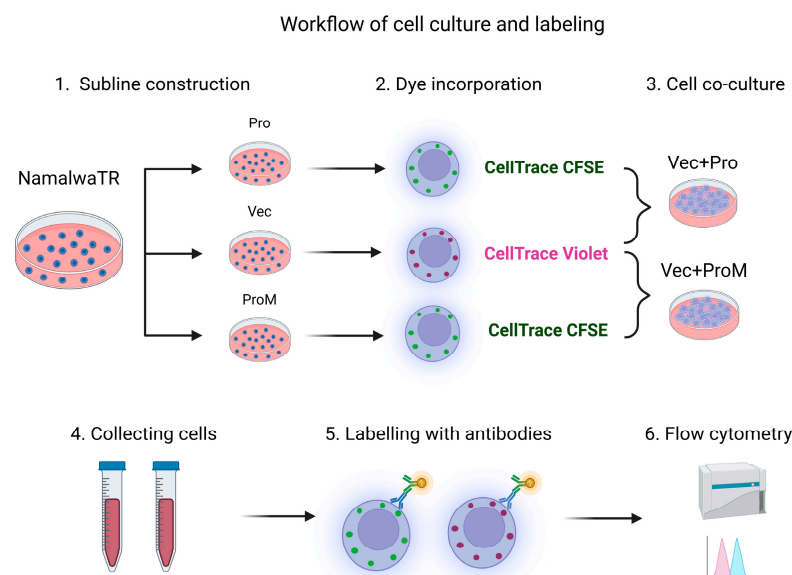 Workflow of cell culture and labeling
1. Subline construction
2. Dye incorporation
3. Cell co-culture
NamalwaTR
Pro
Vec
ProM
CellTrace CFSE
CellTrace Violet
CellTrace CFSE
Vec+Pro
Vec+ProM
4. Collecting cells
5. Labelling with antibodies
6. Flow cytometry